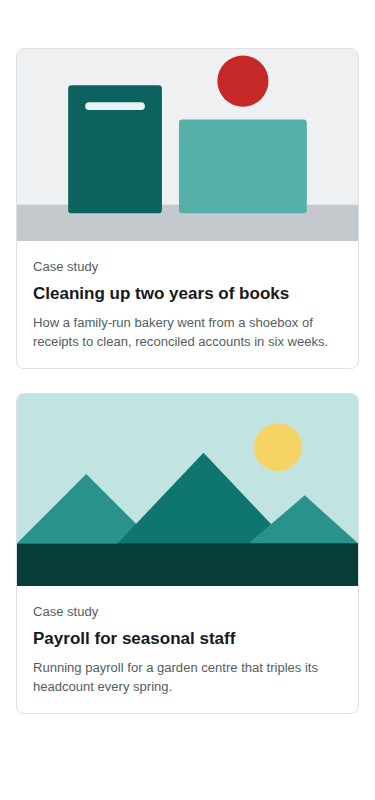 Case study
Cleaning up two years of books
How a family-run bakery went from a shoebox of
receipts to clean, reconciled accounts in six weeks.
Case study
Payroll for seasonal staff
Running payroll for a garden centre that triples its
headcount every spring.